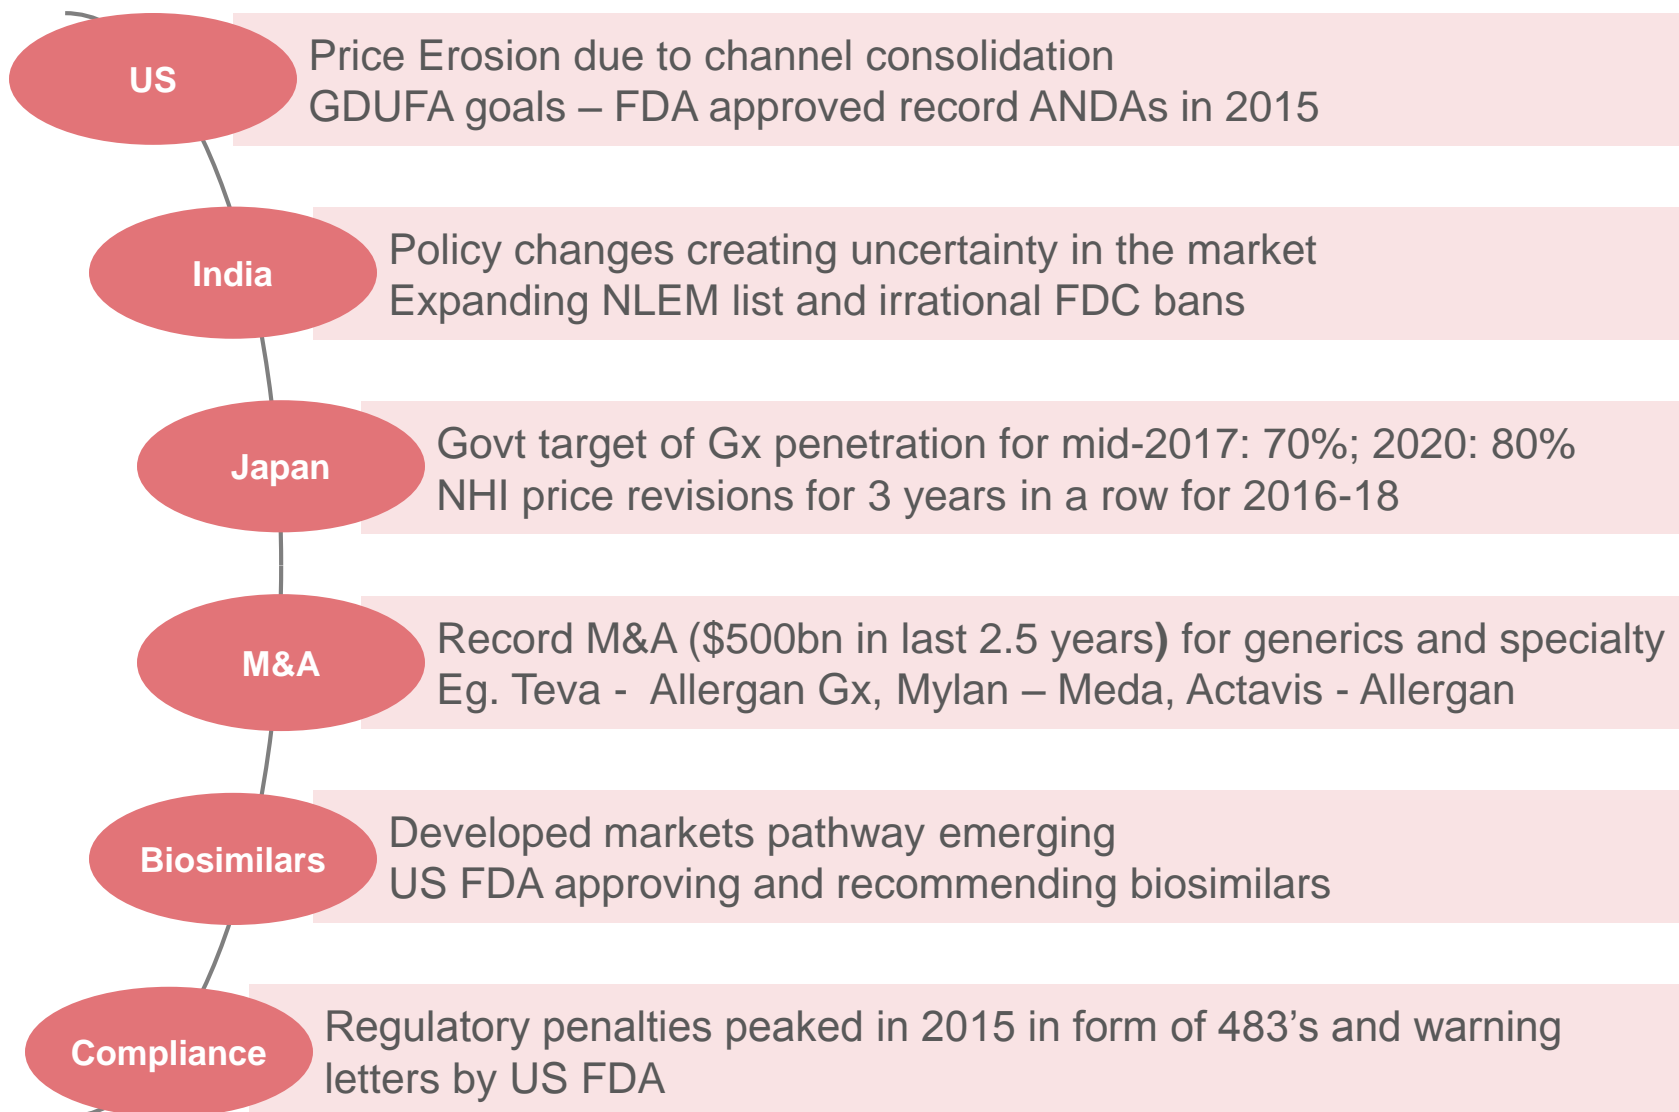 US
Price Erosion due to channel consolidation
GDUFA goals – FDA approved record ANDAs in 2015
India
Policy changes creating uncertainty in the market
Expanding NLEM list and irrational FDC bans
Japan
Govt target of Gx penetration for mid-2017: 70%; 2020: 80%
NHI price revisions for 3 years in a row for 2016-18
M&A
Record M&A ($500bn in last 2.5 years) for generics and specialty
Eg. Teva - Allergan Gx, Mylan – Meda, Actavis - Allergan
Biosimilars
Developed markets pathway emerging
US FDA approving and recommending biosimilars
Compliance
Regulatory penalties peaked in 2015 in form of 483’s and warning
letters by US FDA